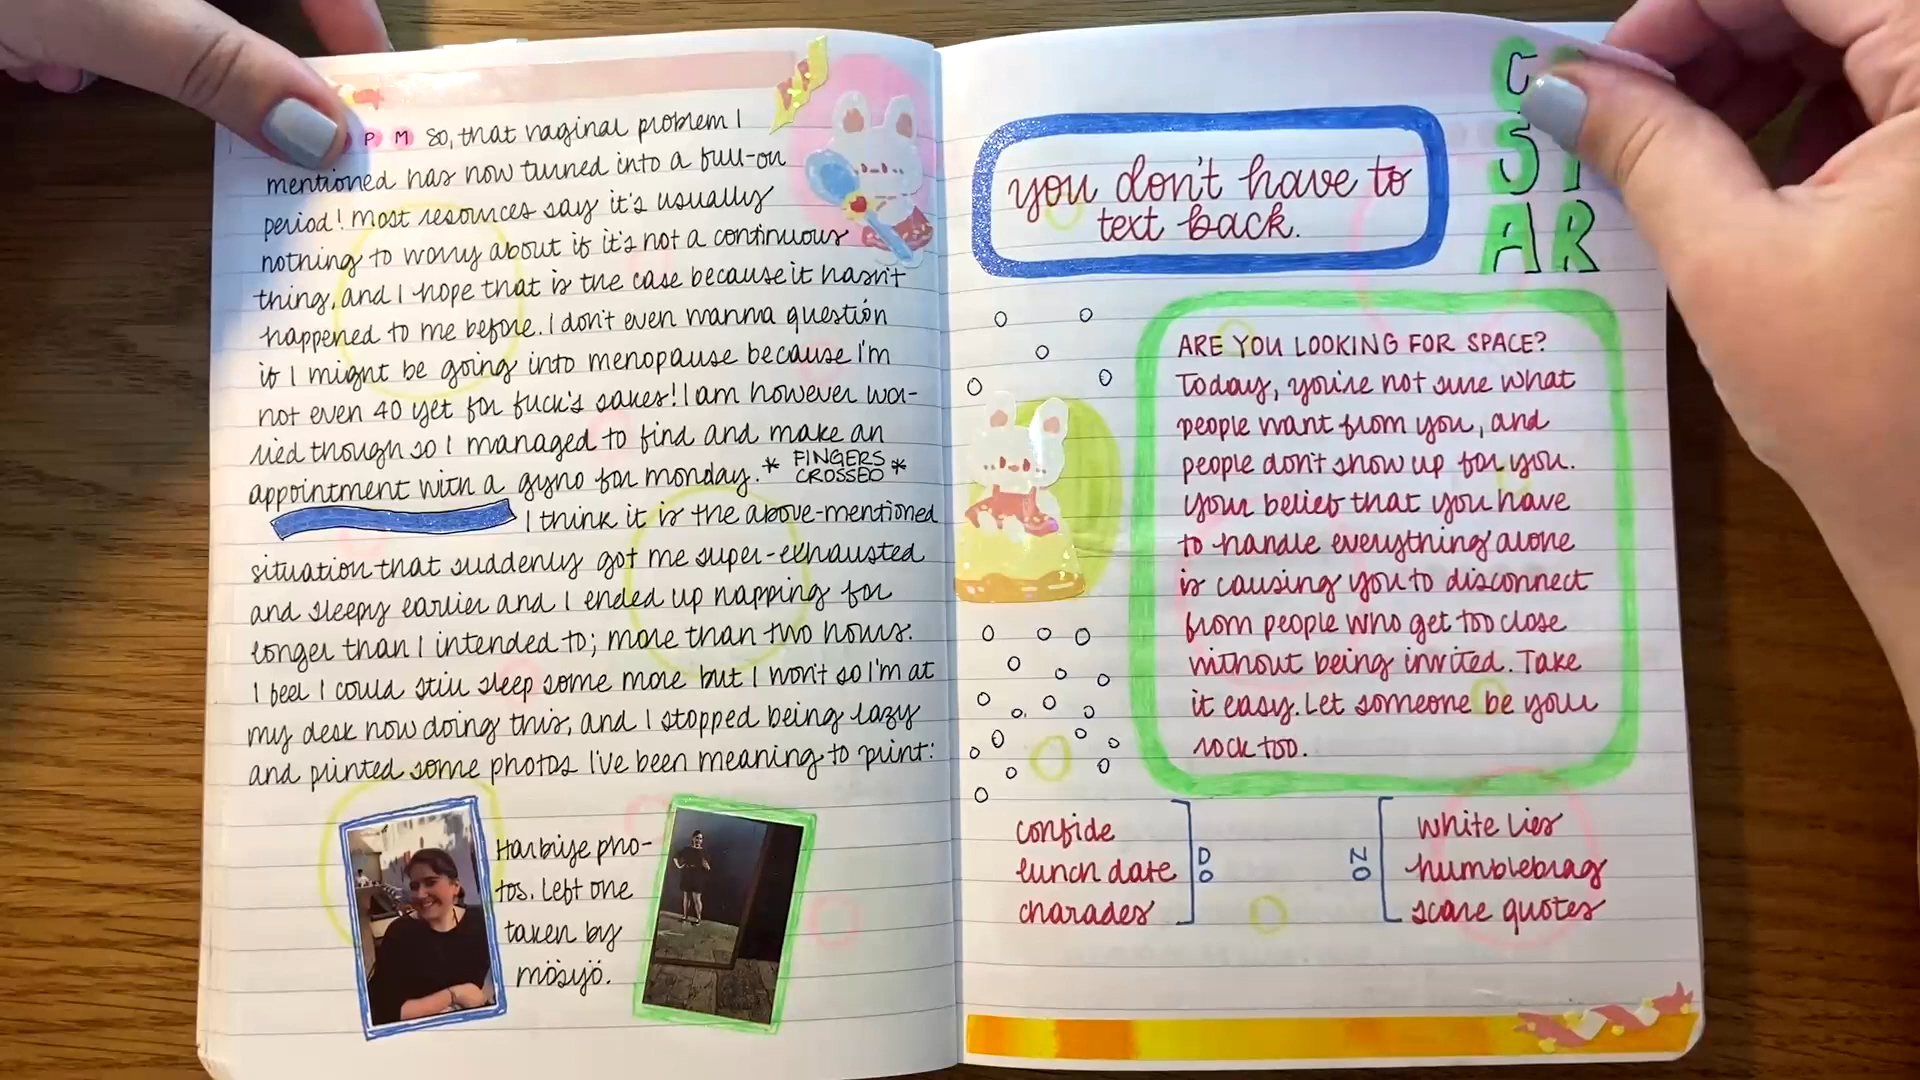 P M So, that vaginal problem I
mentioned has now turned into a full-on
period! Most resources say it's usually
nothing to worry about if it's not a continuous
thing, and I hope that is the case because it hasn't
happened to me before. I don't even wanna question
if I might be going into menopause because I'm
not even 40 yet for fuck's sakes! I am however wor-
ried though so I managed to find and make an
appointment with a gyno for monday. * FINGERS CROSSED *
I think it is the above-mentioned
situation that suddenly got me super-exhausted
and sleepy earlier and I ended up napping for
longer than I intended to; more than two hours.
I feel I could still sleep some more but I won't so I'm at
my desk now doing this, and I stopped being lazy
and printed some photos I've been meaning to print:
Harbiye pho-
tos. Left one
taken by
mösyö.
you don't have to
text back.
C
S
A R
ARE YOU LOOKING FOR SPACE?
Today, you're not sure what
people want from you, and
people don't show up for you.
Your belief that you have
to handle everything alone
is causing you to disconnect
from people who get too close
without being invited. Take
it easy. Let someone be your
rock too.
confide
lunch date
charades
DO
NO
white lies
humblebrag
scare quotes